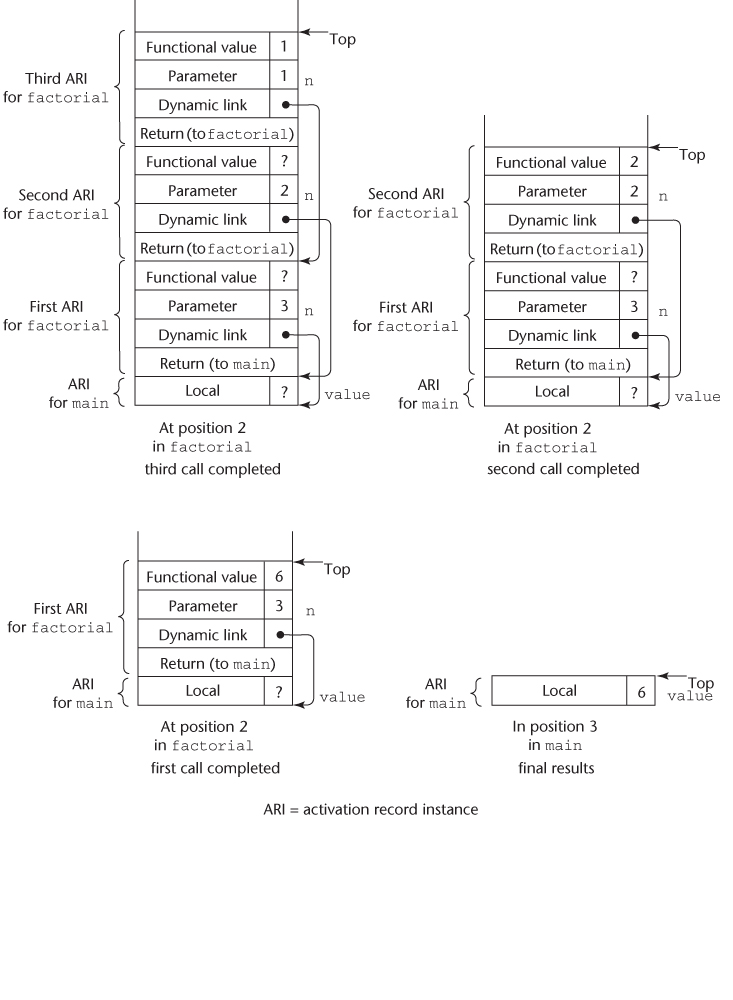 Top
Functional value 1
Parameter 1 n
Third ARI
for factorial
Dynamic link
Return (to factorial)
Functional value ?
Parameter 2 n
Second ARI
for factorial
Dynamic link
Return (to factorial)
Functional value ?
Parameter 3 n
First ARI
for factorial
Dynamic link
Return (to main)
ARI
for main
Local ? value
At position 2
in factorial
third call completed
Top
Functional value 2
Parameter 2 n
Second ARI
for factorial
Dynamic link
Return (to factorial)
Functional value ?
Parameter 3 n
First ARI
for factorial
Dynamic link
Return (to main)
ARI
for main
Local ? value
At position 2
in factorial
second call completed
Top
Functional value 6
Parameter 3 n
First ARI
for factorial
Dynamic link
Return (to main)
ARI
for main
Local ? value
At position 2
in factorial
first call completed
Top
ARI
for main
Local 6 value
In position 3
in main
final results
ARI = activation record instance